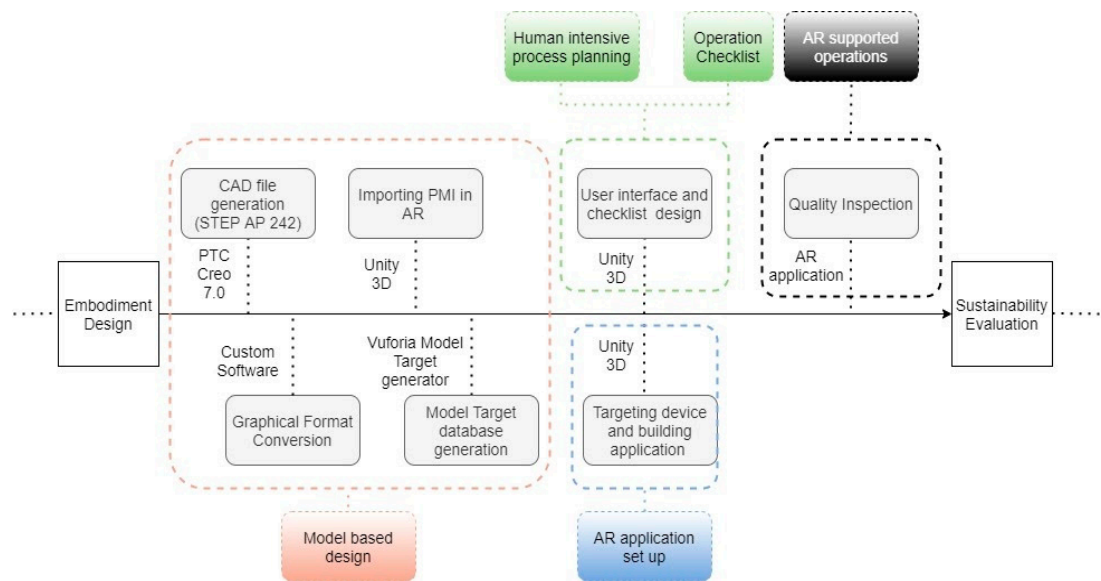 Human intensive
process planning
Operation
Checklist
AR supported
operations
CAD file
generation
(STEP AP 242)
Importing PMI in
AR
User interface and
checklist design
Quality Inspection
PTC
Creo
7.0
Unity
3D
Unity
3D
AR
application
Embodiment
Design
Sustainability
Evaluation
Custom
Software
Vuforia Model
Target
generator
Unity
3D
Graphical Format
Conversion
Model Target
database
generation
Targeting device
and building
application
Model based
design
AR application
set up